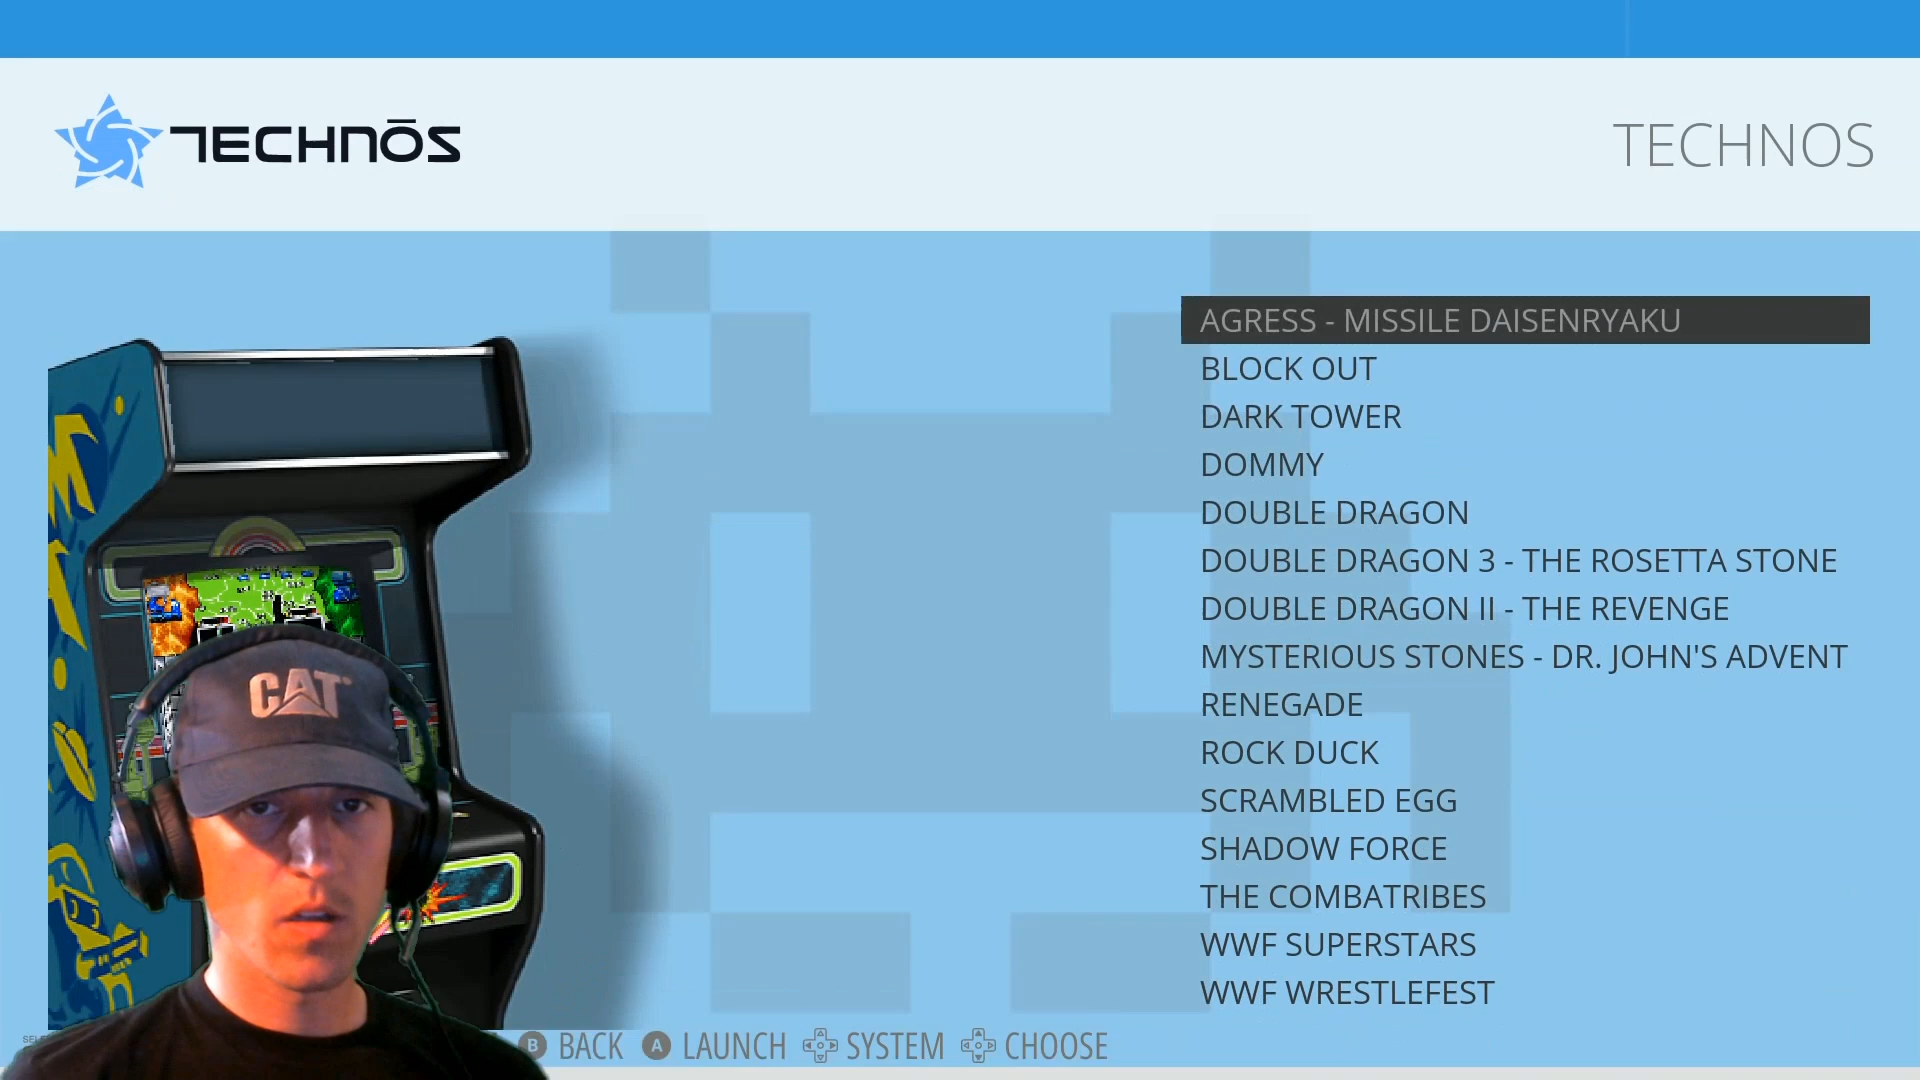 TECHNŌS
TECHNOS
AGRESS - MISSILE DAISENRYAKU
BLOCK OUT
DARK TOWER
DOMMY
DOUBLE DRAGON
DOUBLE DRAGON 3 - THE ROSETTA STONE
DOUBLE DRAGON II - THE REVENGE
MYSTERIOUS STONES - DR. JOHN'S ADVENT
RENEGADE
ROCK DUCK
SCRAMBLED EGG
SHADOW FORCE
THE COMBATRIBES
WWF SUPERSTARS
WWF WRESTLEFEST
CAT
B BACK A LAUNCH SYSTEM CHOOSE